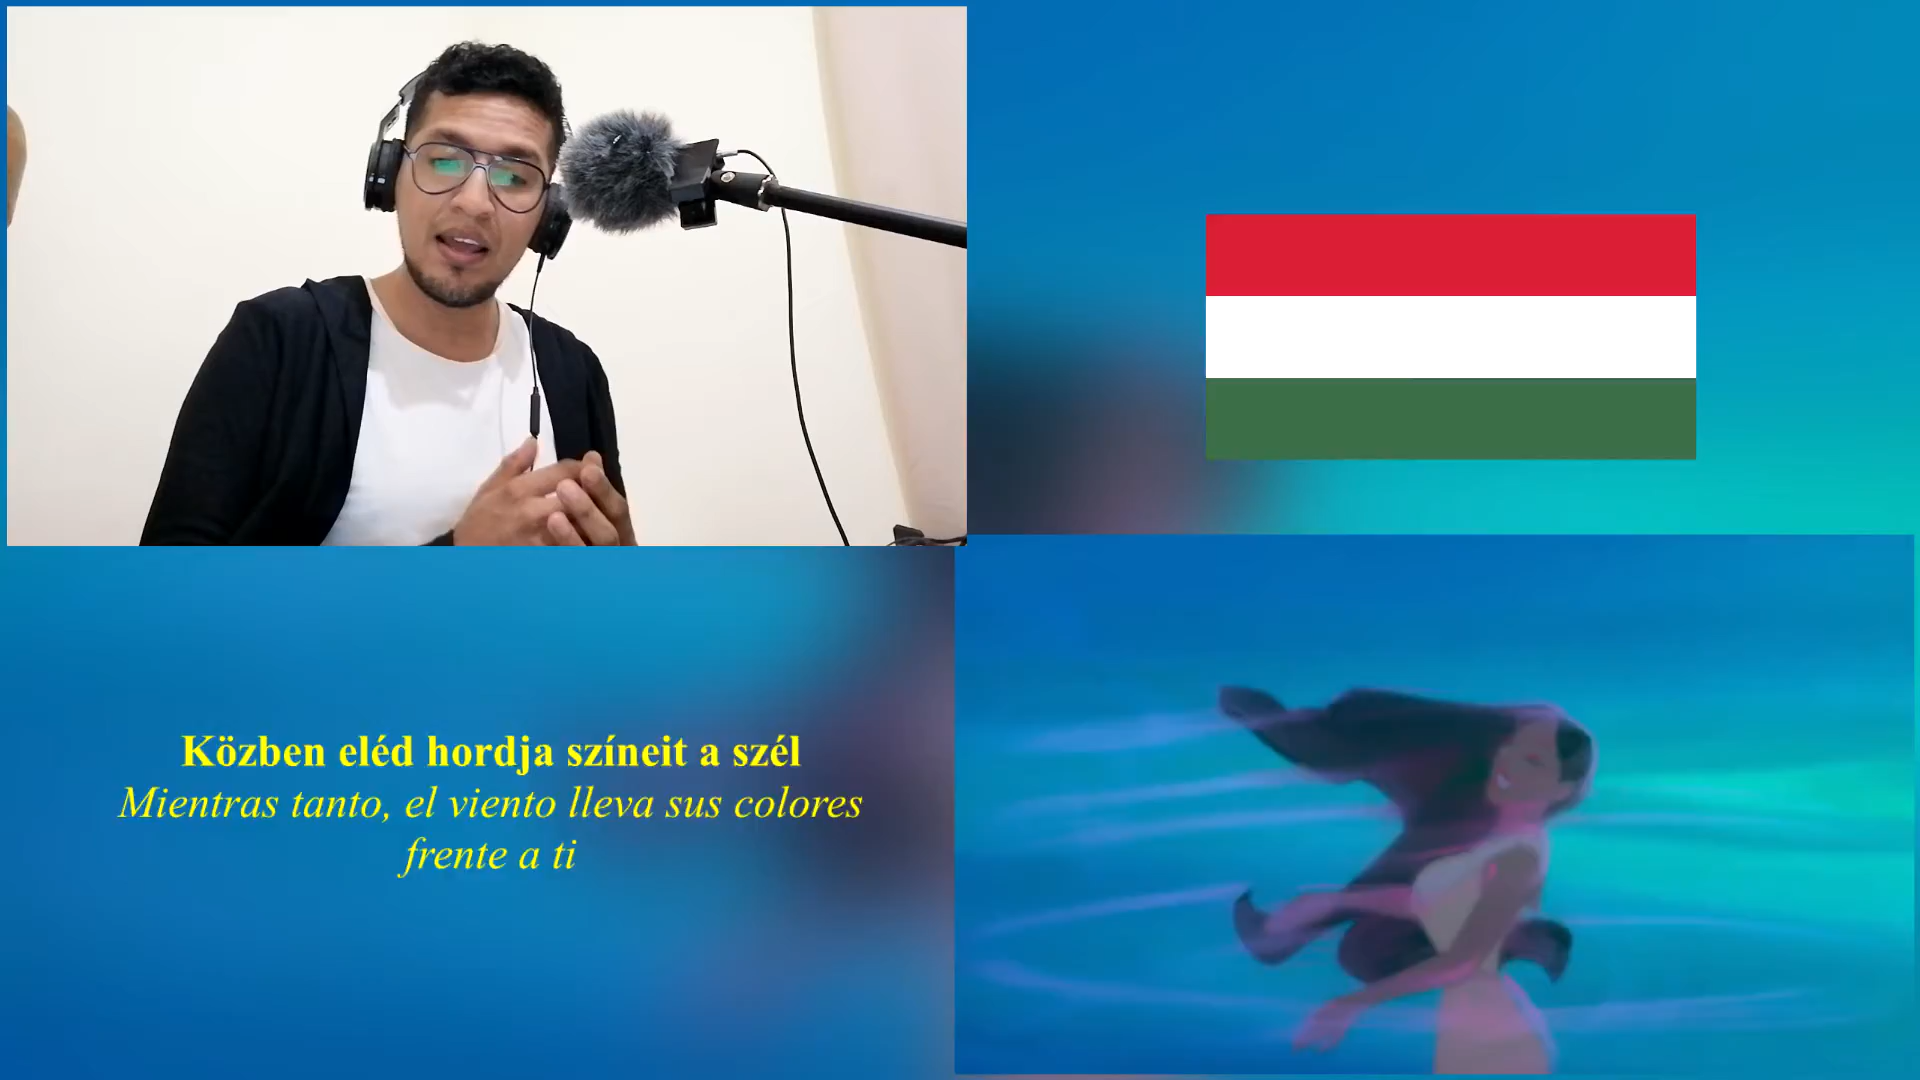 Közben eléd hordja színeit a szél
Mientras tanto, el viento lleva sus colores
frente a ti